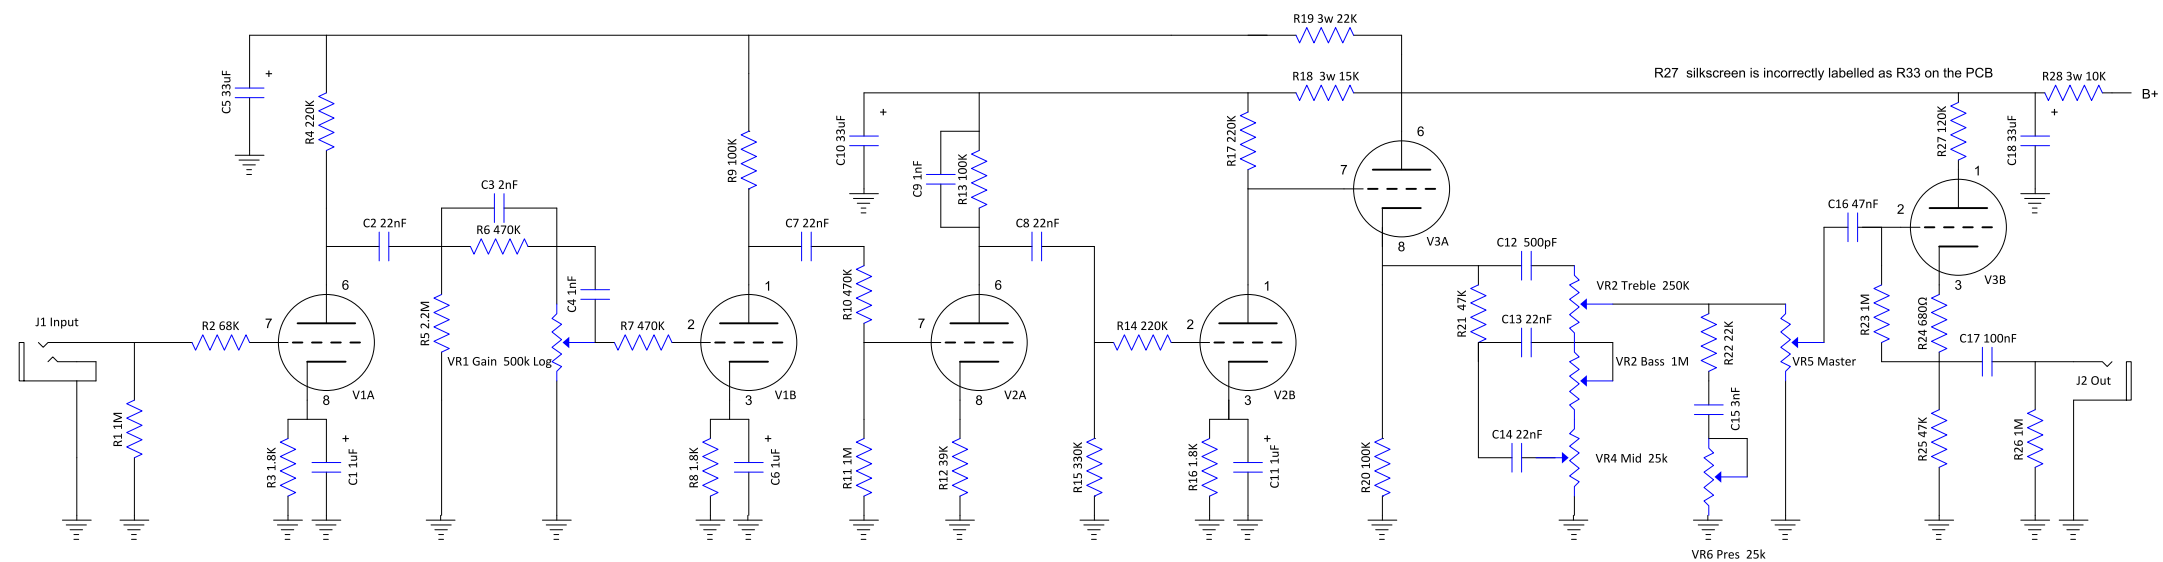 R19 3w 22K
R27 silkscreen is incorrectly labelled as R33 on the PCB
R18 3w 15K
R28 3w 10K
B+
C5 33uF
+
R4 220K
R9 100K
C10 33uF
+
C9 1nF
R13 100K
R17 220K
6
7
8
V3A
R27 120K
C18 33uF
+
1
2
3
V3B
C3 2nF
C2 22nF
R6 470K
C4 1nF
C7 22nF
C8 22nF
C16 47nF
C12 500pF
VR2 Treble 250K
R21 47K
C13 22nF
VR2 Bass 1M
C14 22nF
VR4 Mid 25k
R22 22K
C15 3nF
VR5 Master
R23 1M
R24 680Ω
C17 100nF
J2 Out
J1 Input
R2 68K
6
7
8
V1A
R5 2.2M
VR1 Gain 500k Log
R7 470K
1
2
3
V1B
R10 470K
6
7
8
V2A
R14 220K
1
2
3
V2B
R1 1M
R3 1.8K
C1 1uF
+
R8 1.8K
C6 1uF
+
R11 1M
R12 39K
R15 330K
R16 1.8K
C11 1uF
+
R20 100K
R25 47K
R26 1M
VR6 Pres 25k